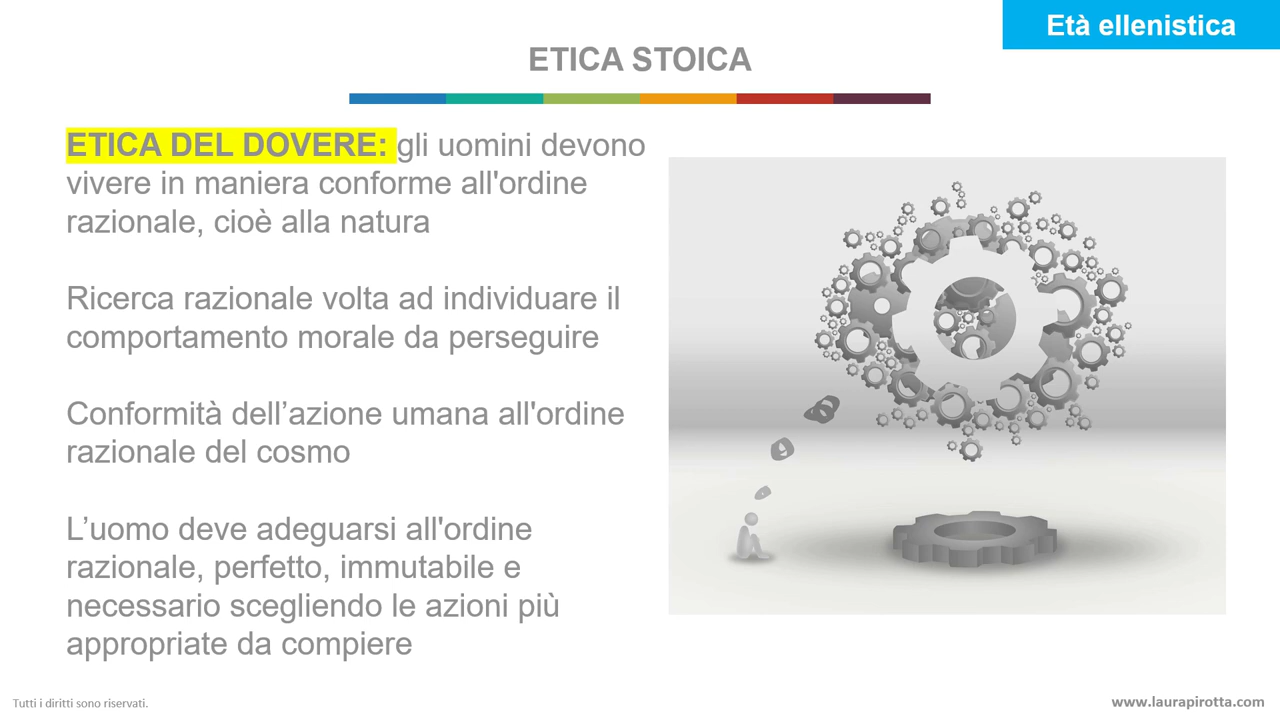 Età ellenistica
ETICA STOICA
ETICA DEL DOVERE: gli uomini devono
vivere in maniera conforme all'ordine
razionale, cioè alla natura
Ricerca razionale volta ad individuare il
comportamento morale da perseguire
Conformità dell’azione umana all'ordine
razionale del cosmo
L’uomo deve adeguarsi all'ordine
razionale, perfetto, immutabile e
necessario scegliendo le azioni più
appropriate da compiere
Tutti i diritti sono riservati.
www.laurapirotta.com